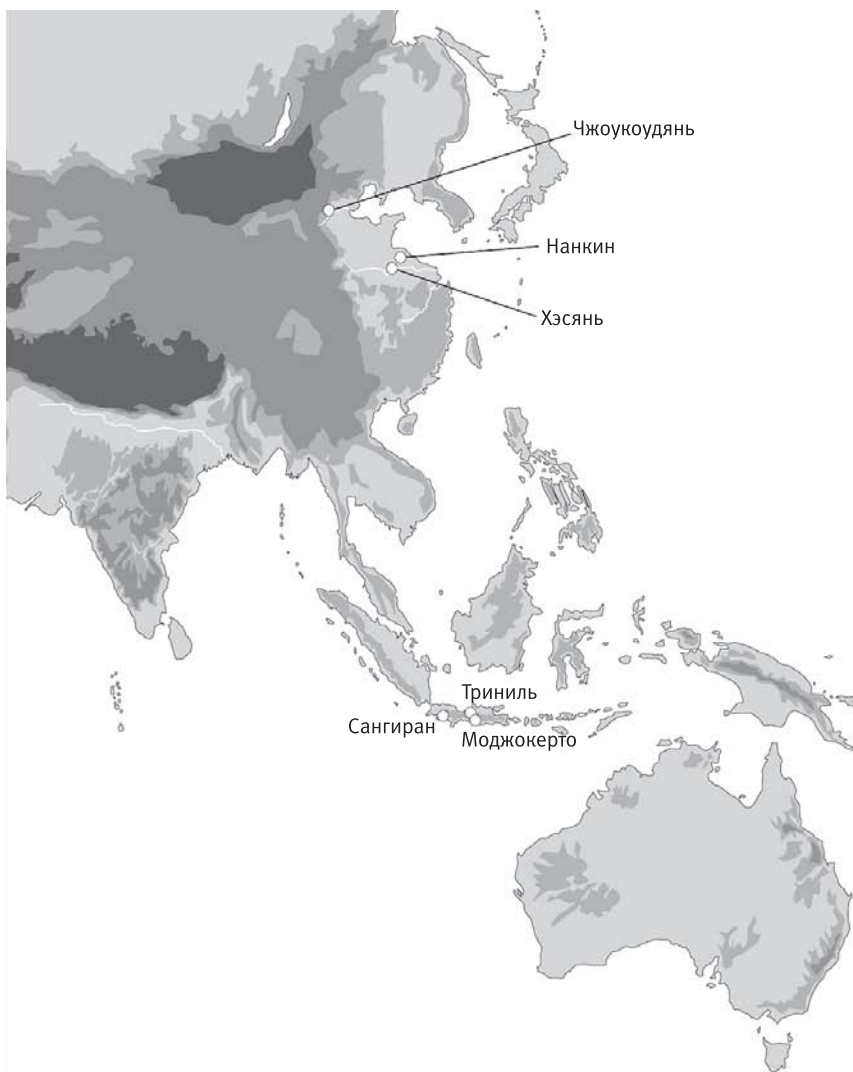 Чжоукоудянь
Нанкин
Хэсянь
Триниль
Сангиран
Моджокерто